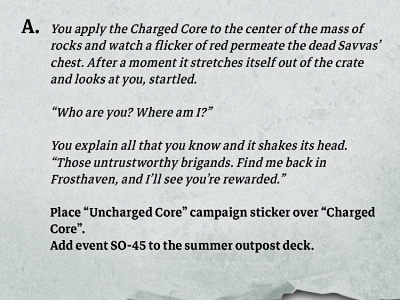 A. You apply the Charged Core to the center of the mass of
rocks and watch a flicker of red permeate the dead Savvas’
chest. After a moment it stretches itself out of the crate
and looks at you, startled.
“Who are you? Where am I?”
You explain all that you know and it shakes its head.
“Those untrustworthy brigands. Find me back in
Frosthaven, and I’ll see you’re rewarded.”
Place “Uncharged Core” campaign sticker over “Charged
Core”.
Add event SO-45 to the summer outpost deck.